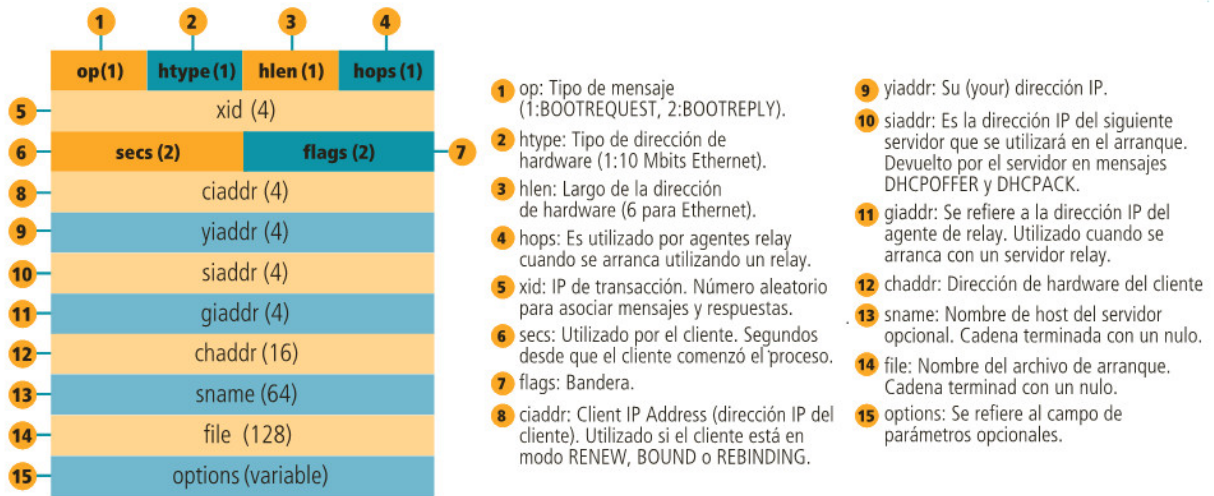 1 2 3 4
op(1) htype (1) hlen (1) hops (1)
5 xid (4)
6 secs (2) flags (2) 7
8 ciaddr (4)
9 yiaddr (4)
10 siaddr (4)
11 giaddr (4)
12 chaddr (16)
13 sname (64)
14 file (128)
15 options (variable)
1 op: Tipo de mensaje
(1:BOOTREQUEST, 2:BOOTREPLY).
2 htype: Tipo de dirección de
hardware (1:10 Mbits Ethernet).
3 hlen: Largo de la dirección
de hardware (6 para Ethernet).
4 hops: Es utilizado por agentes relay
cuando se arranca utilizando un relay.
5 xid: IP de transacción. Número aleatorio
para asociar mensajes y respuestas.
6 secs: Utilizado por el cliente. Segundos
desde que el cliente comenzó el proceso.
7 flags: Bandera.
8 ciaddr: Client IP Address (dirección IP del
cliente). Utilizado si el cliente está en
modo RENEW, BOUND o REBINDING.
9 yiaddr: Su (your) dirección IP.
10 siaddr: Es la dirección IP del siguiente
servidor que se utilizará en el arranque.
Devuelto por el servidor en mensajes
DHCPOFFER y DHCPACK.
11 giaddr: Se refiere a la dirección IP del
agente de relay. Utilizado cuando se
arranca con un servidor relay.
12 chaddr: Dirección de hardware del cliente
13 sname: Nombre de host del servidor
opcional. Cadena terminada con un nulo.
14 file: Nombre del archivo de arranque.
Cadena terminad con un nulo.
15 options: Se refiere al campo de
parámetros opcionales.